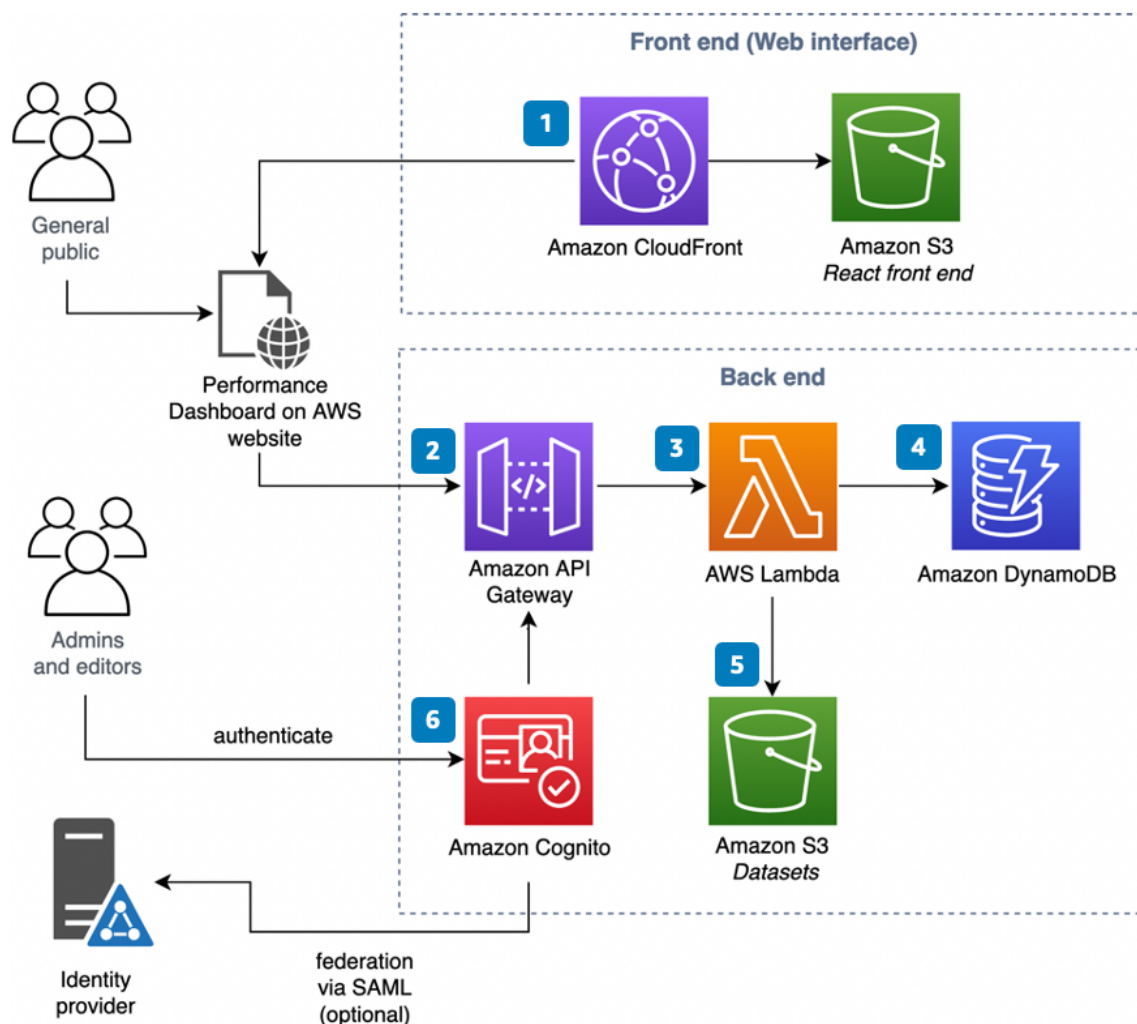 Front end (Web interface)
1
General
public
Amazon CloudFront
Amazon S3
React front end
Performance
Dashboard on AWS
website
Back end
2
3
4
</>
Amazon API
Gateway
AWS Lambda
Amazon DynamoDB
Admins
and editors
5
6
authenticate
Amazon Cognito
Amazon S3
Datasets
federation
via SAML
(optional)
Identity
provider